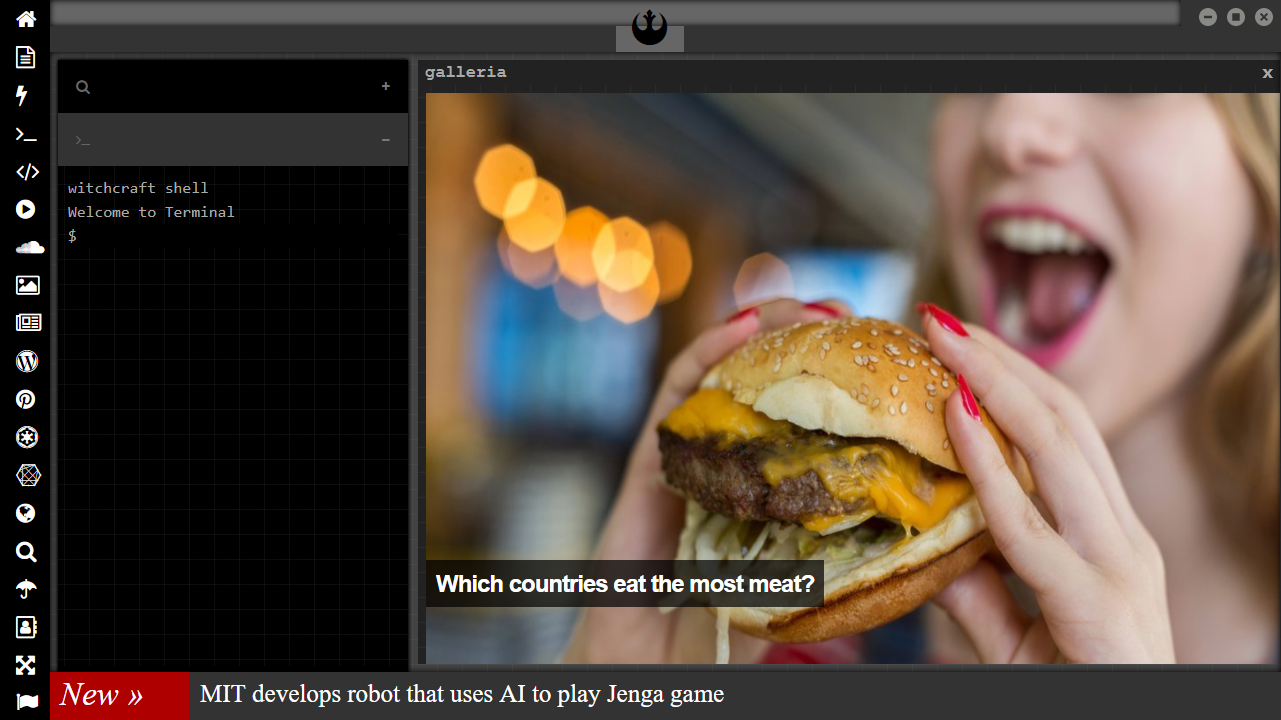 galleria
x
witchcraft shell
Welcome to Terminal
$
Which countries eat the most meat?
New »
MIT develops robot that uses AI to play Jenga game